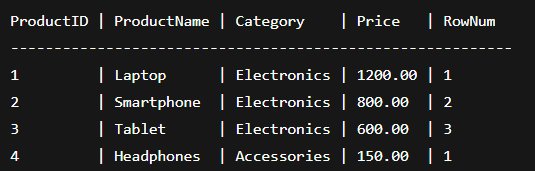 ProductID | ProductName | Category    | Price   | RowNum
----------------------------------------------------------
1         | Laptop      | Electronics | 1200.00 | 1
2         | Smartphone  | Electronics | 800.00  | 2
3         | Tablet      | Electronics | 600.00  | 3
4         | Headphones  | Accessories | 150.00  | 1